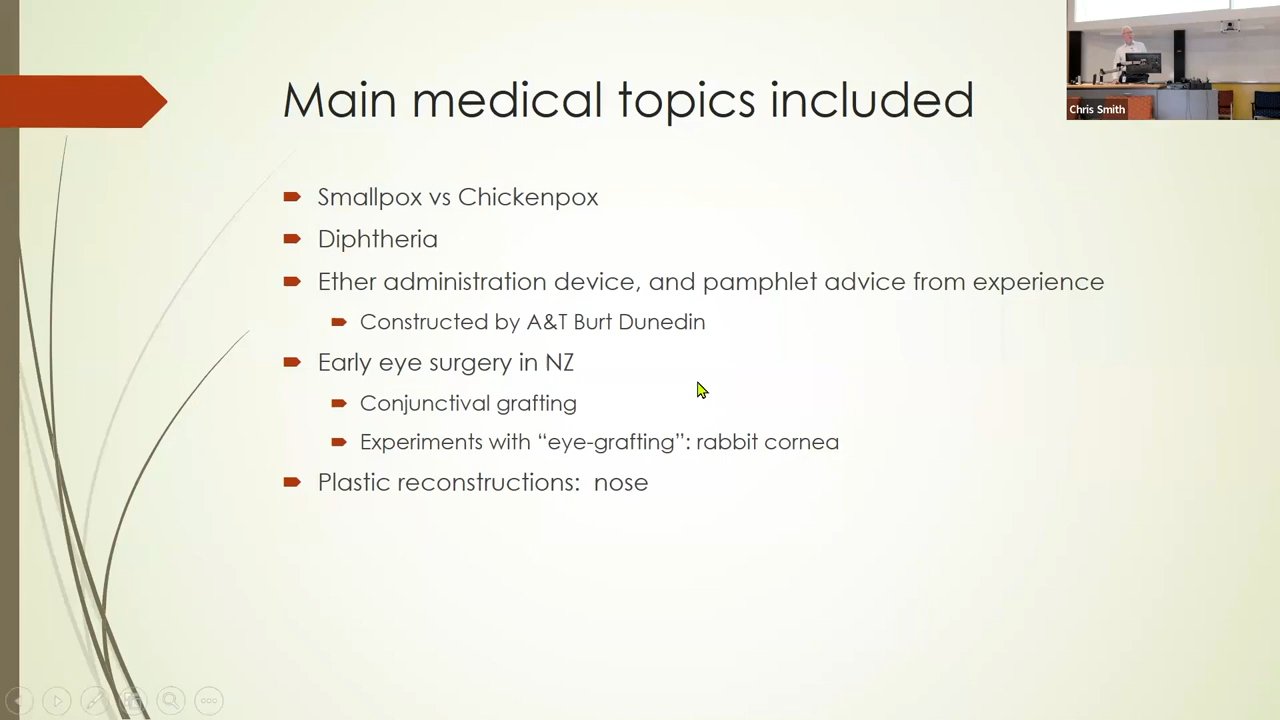 Main medical topics included
Chris Smith
Smallpox vs Chickenpox
Diphtheria
Ether administration device, and pamphlet advice from experience
Constructed by A&T Burt Dunedin
Early eye surgery in NZ
Conjunctival grafting
Experiments with “eye-grafting”: rabbit cornea
Plastic reconstructions:  nose